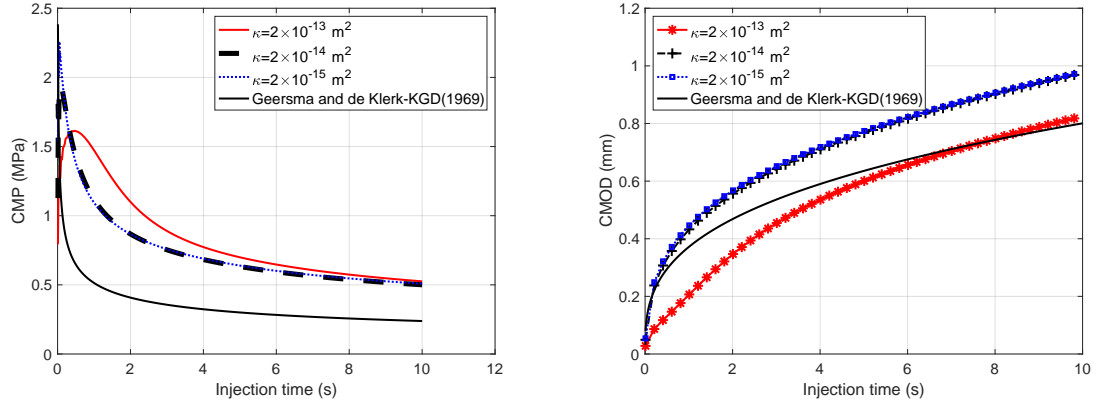 2.5
2
1.5
1
0.5
0
CMP (MPa)
0 2 4 6 8 10 12
Injection time (s)
κ=2×10⁻¹³ m²
κ=2×10⁻¹⁴ m²
κ=2×10⁻¹⁵ m²
Geersma and de Klerk-KGD(1969)
1.2
1
0.8
0.6
0.4
0.2
0
CMOD (mm)
0 2 4 6 8 10
Injection time (s)
κ=2×10⁻¹³ m²
κ=2×10⁻¹⁴ m²
κ=2×10⁻¹⁵ m²
Geersma and de Klerk-KGD(1969)